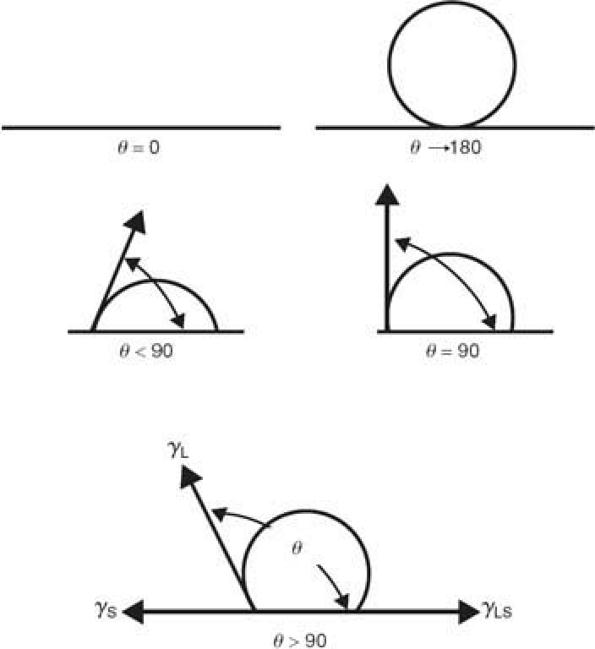 θ = 0
θ → 180
θ < 90
θ = 90
γL
θ
γS
γLS
θ > 90